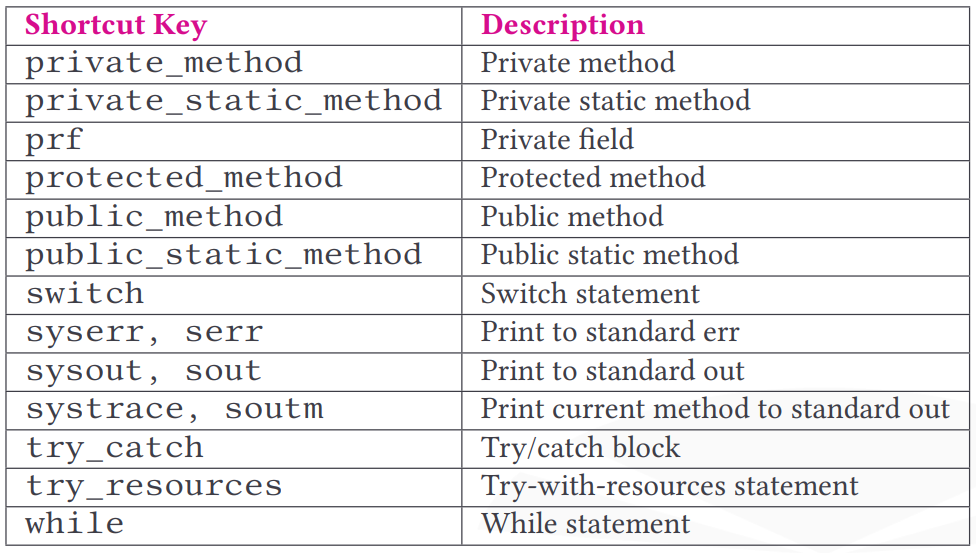 Shortcut Key Description
private_method Private method
private_static_method Private static method
prf Private field
protected_method Protected method
public_method Public method
public_static_method Public static method
switch Switch statement
syserr, serr Print to standard err
sysout, sout Print to standard out
systrace, soutm Print current method to standard out
try_catch Try/catch block
try_resources Try-with-resources statement
while While statement